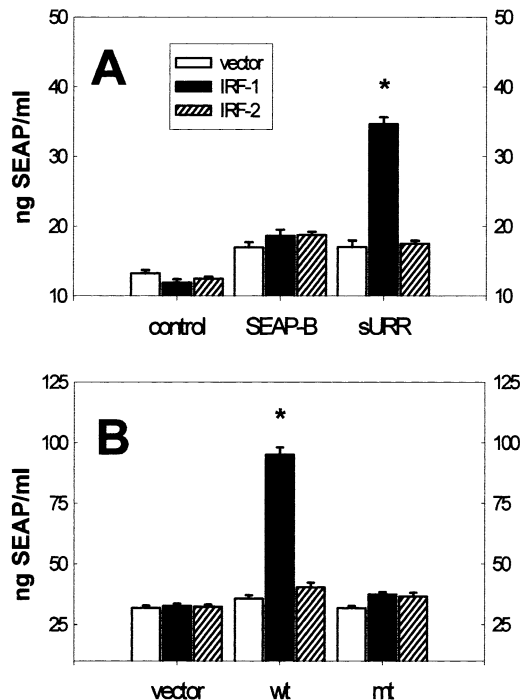 50 50
A
vector
IRF-1
IRF-2
*
40 40
30 30
20 20
10 10
ng SEAP/ml
control SEAP-B sURR
125 125
B
*
100 100
75 75
50 50
25 25
ng SEAP/ml
vector wt mt